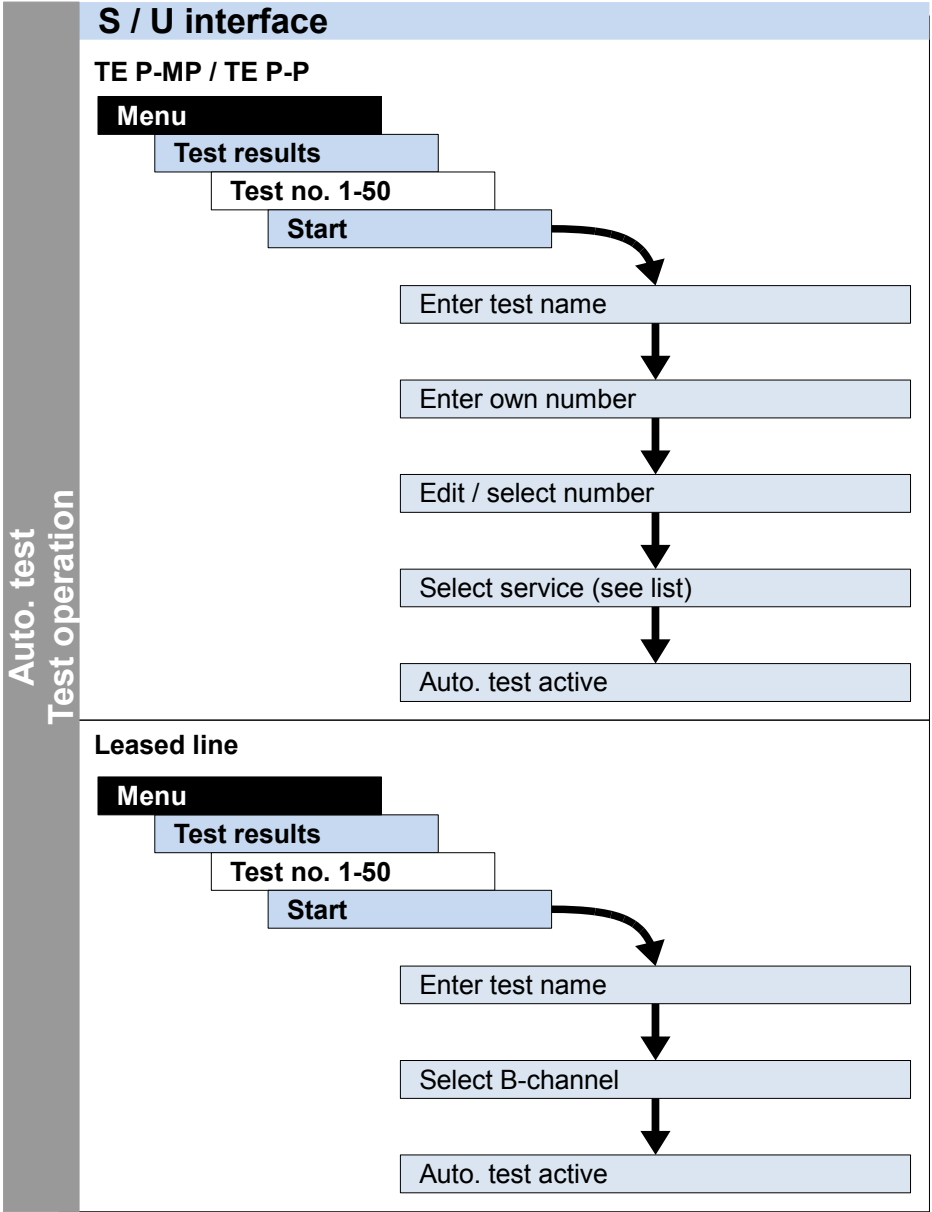 S / U interface
TE P-MP / TE P-P
Menu
Test results
Test no. 1-50
Start
Enter test name
Enter own number
Edit / select number
Select service (see list)
Auto. test active
Auto. test
Test operation
Leased line
Menu
Test results
Test no. 1-50
Start
Enter test name
Select B-channel
Auto. test active